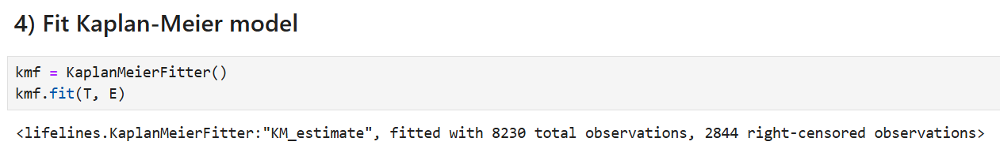 4) Fit Kaplan-Meier model
kmf = KaplanMeierFitter()
kmf.fit(T, E)
<lifelines.KaplanMeierFitter:"KM_estimate", fitted with 8230 total observations, 2844 right-censored observations>